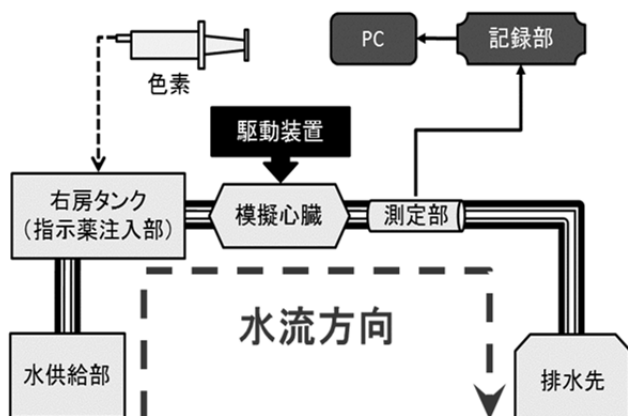 PC
記録部
色素
駆動装置
右房タンク
（指示薬注入部）
模擬心臓
測定部
水流方向
水供給部
排水先